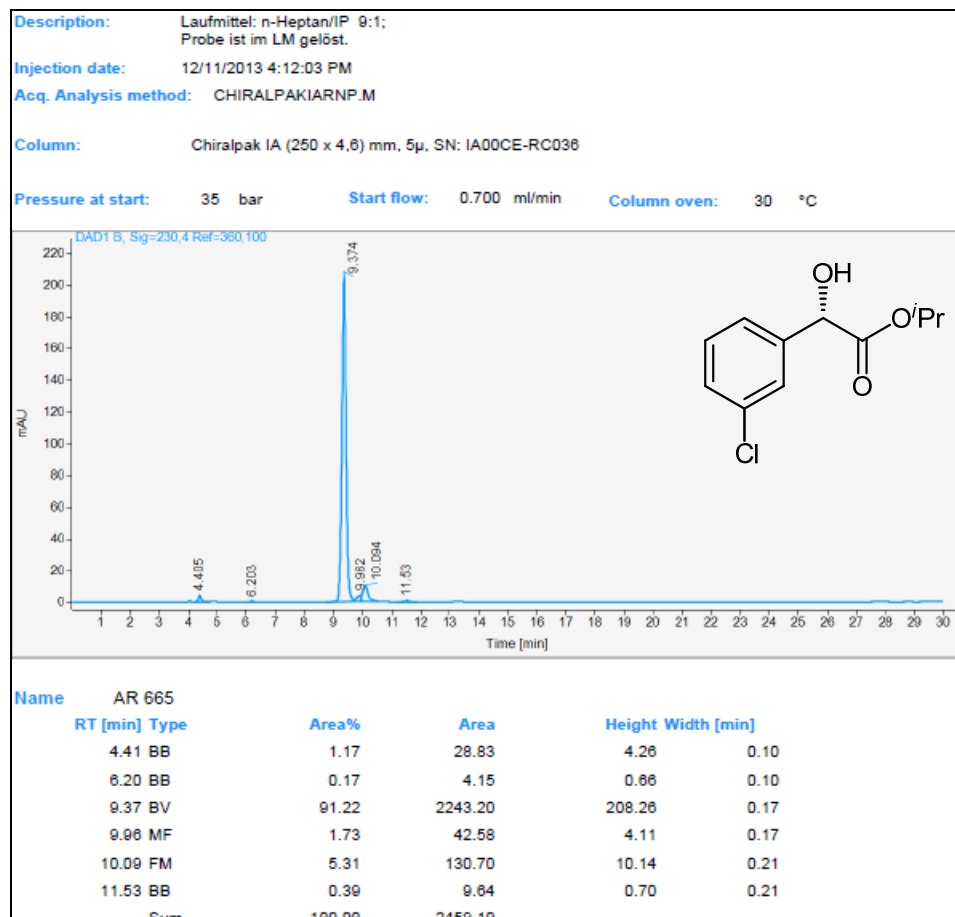 Description: Laufmittel: n-Heptan/IP 9:1;
Probe ist im LM gelöst.
Injection date: 12/11/2013 4:12:03 PM
Acq. Analysis method: CHIRALPAKIARNP.M
Column: Chiralpak IA (250 x 4,6) mm, 5µ, SN: IA00CE-RC036
Pressure at start: 35 bar Start flow: 0.700 ml/min Column oven: 30 °C
DAD1 B, Sig=230,4 Ref=360,100
220
200
180
160
140
120
100
80
60
40
20
0
mAU
4.405
6.203
9.374
9.962
10.094
11.53
OH
OiPr
O
Cl
1 2 3 4 5 6 7 8 9 10 11 12 13 14 15 16 17 18 19 20 21 22 23 24 25 26 27 28 29 30
Time [min]
Name AR 665
RT [min] Type Area% Area Height Width [min]
4.41 BB 1.17 28.83 4.26 0.10
6.20 BB 0.17 4.15 0.66 0.10
9.37 BV 91.22 2243.20 208.26 0.17
9.96 MF 1.73 42.58 4.11 0.17
10.09 FM 5.31 130.70 10.14 0.21
11.53 BB 0.39 9.64 0.70 0.21
Sum 100.00 2459.10